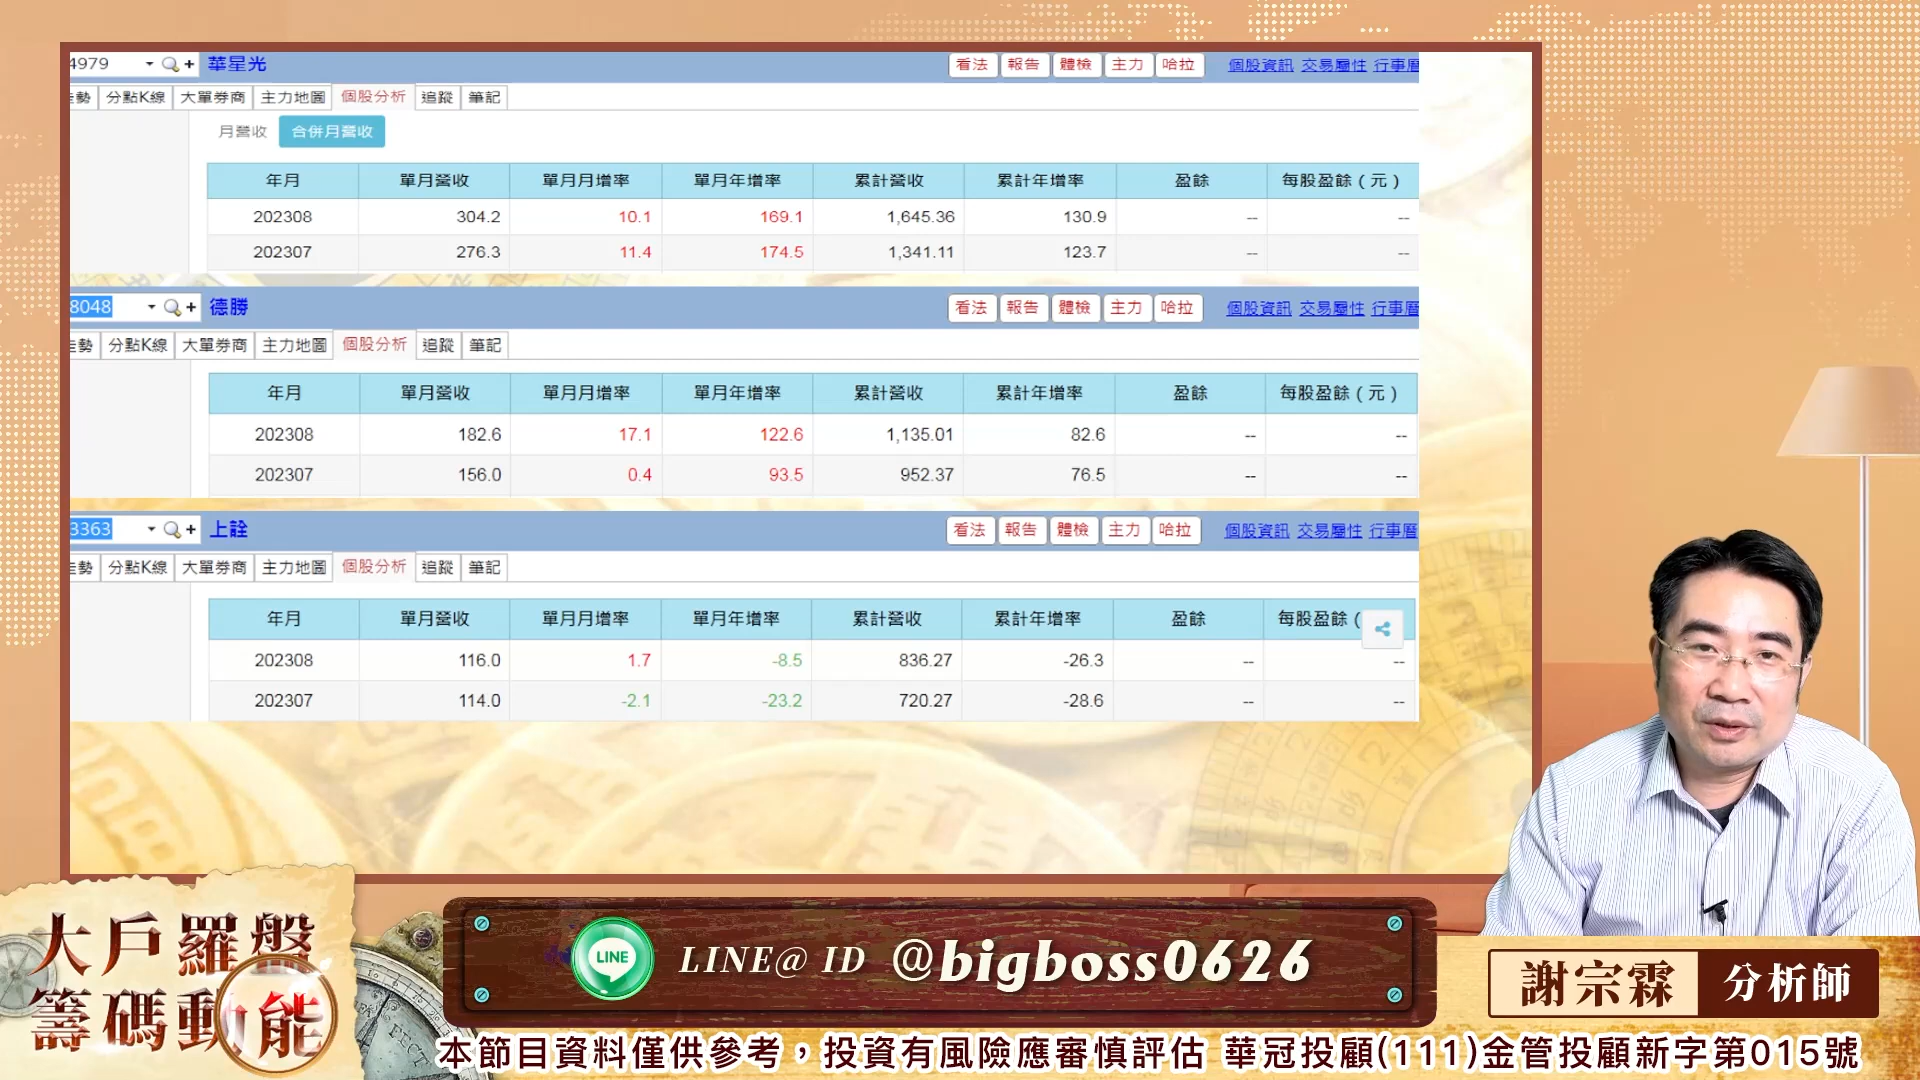 4979 華星光 看法 報告 體檢 主力 哈拉 個股資訊 交易屬性 行事曆
走勢 分點K線 大單券商 主力地圖 個股分析 追蹤 筆記
月營收 合併月營收
年月 單月營收 單月月增率 單月年增率 累計營收 累計年增率 盈餘 每股盈餘(元)
202308 304.2 10.1 169.1 1,645.36 130.9 -- --
202307 276.3 11.4 174.5 1,341.11 123.7 -- --
8048 德勝 看法 報告 體檢 主力 哈拉 個股資訊 交易屬性 行事曆
走勢 分點K線 大單券商 主力地圖 個股分析 追蹤 筆記
年月 單月營收 單月月增率 單月年增率 累計營收 累計年增率 盈餘 每股盈餘(元)
202308 182.6 17.1 122.6 1,135.01 82.6 -- --
202307 156.0 0.4 93.5 952.37 76.5 -- --
3363 上詮 看法 報告 體檢 主力 哈拉 個股資訊 交易屬性 行事曆
走勢 分點K線 大單券商 主力地圖 個股分析 追蹤 筆記
年月 單月營收 單月月增率 單月年增率 累計營收 累計年增率 盈餘 每股盈餘(
202308 116.0 1.7 -8.5 836.27 -26.3 -- --
202307 114.0 -2.1 -23.2 720.27 -28.6 -- --
大戶羅盤
籌碼動能
LINE LINE@ ID @bigboss0626
謝宗霖 分析師
本節目資料僅供參考，投資有風險應審慎評估 華冠投顧(111)金管投顧新字第015號